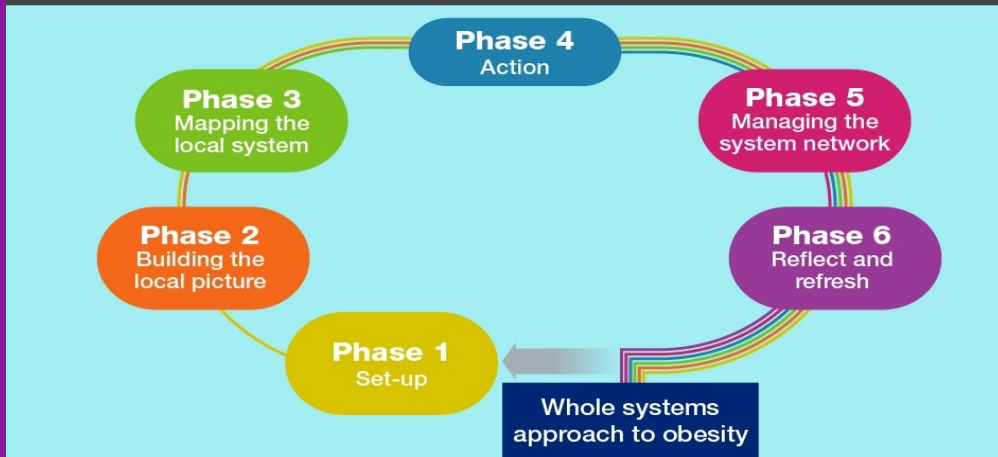 Phase 1
Set-up
Phase 2
Building the
local picture
Phase 3
Mapping the
local system
Phase 4
Action
Phase 5
Managing the
system network
Phase 6
Reflect and
refresh
Whole systems
approach to obesity